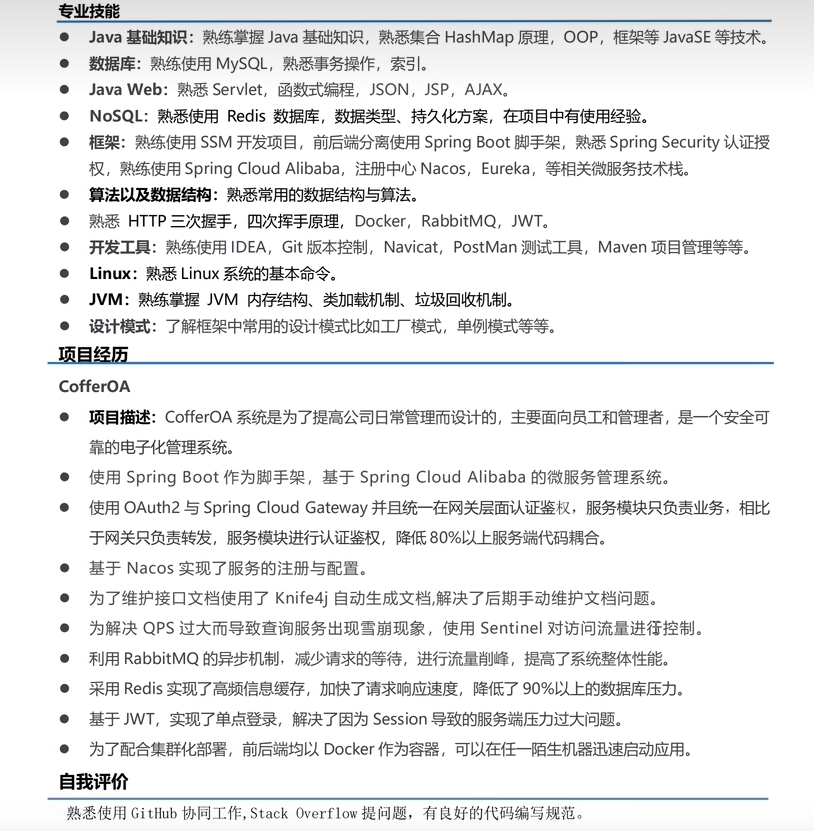 专业技能
● Java 基础知识：熟练掌握 Java 基础知识，熟悉集合 HashMap 原理，OOP，框架等 JavaSE 等技术。
● 数据库：熟练使用 MySQL，熟悉事务操作，索引。
● Java Web：熟悉 Servlet，函数式编程，JSON，JSP，AJAX。
● NoSQL：熟悉使用 Redis 数据库，数据类型、持久化方案，在项目中有使用经验。
● 框架：熟练使用 SSM 开发项目，前后端分离使用 Spring Boot 脚手架，熟悉 Spring Security 认证授
权，熟练使用 Spring Cloud Alibaba，注册中心 Nacos，Eureka，等相关微服务技术栈。
● 算法以及数据结构：熟悉常用的数据结构与算法。
● 熟悉 HTTP 三次握手，四次挥手原理，Docker，RabbitMQ，JWT。
● 开发工具：熟练使用 IDEA，Git 版本控制，Navicat，PostMan 测试工具，Maven 项目管理等等。
● Linux：熟悉 Linux 系统的基本命令。
● JVM：熟练掌握 JVM 内存结构、类加载机制、垃圾回收机制。
● 设计模式：了解框架中常用的设计模式比如工厂模式，单例模式等等。
项目经历
CofferOA
● 项目描述：CofferOA 系统是为了提高公司日常管理而设计的，主要面向员工和管理者，是一个安全可
靠的电子化管理系统。
● 使用 Spring Boot 作为脚手架，基于 Spring Cloud Alibaba 的微服务管理系统。
● 使用 OAuth2 与 Spring Cloud Gateway 并且统一在网关层面认证鉴权，服务模块只负责业务，相比
于网关只负责转发，服务模块进行认证鉴权，降低 80%以上服务端代码耦合。
● 基于 Nacos 实现了服务的注册与配置。
● 为了维护接口文档使用了 Knife4j 自动生成文档,解决了后期手动维护文档问题。
● 为解决 QPS 过大而导致查询服务出现雪崩现象，使用 Sentinel 对访问流量进行控制。
● 利用 RabbitMQ 的异步机制，减少请求的等待，进行流量削峰，提高了系统整体性能。
● 采用 Redis 实现了高频信息缓存，加快了请求响应速度，降低了 90%以上的数据库压力。
● 基于 JWT，实现了单点登录，解决了因为 Session 导致的服务端压力过大问题。
● 为了配合集群化部署，前后端均以 Docker 作为容器，可以在任一陌生机器迅速启动应用。
自我评价
熟悉使用 GitHub 协同工作,Stack Overflow 提问题，有良好的代码编写规范。